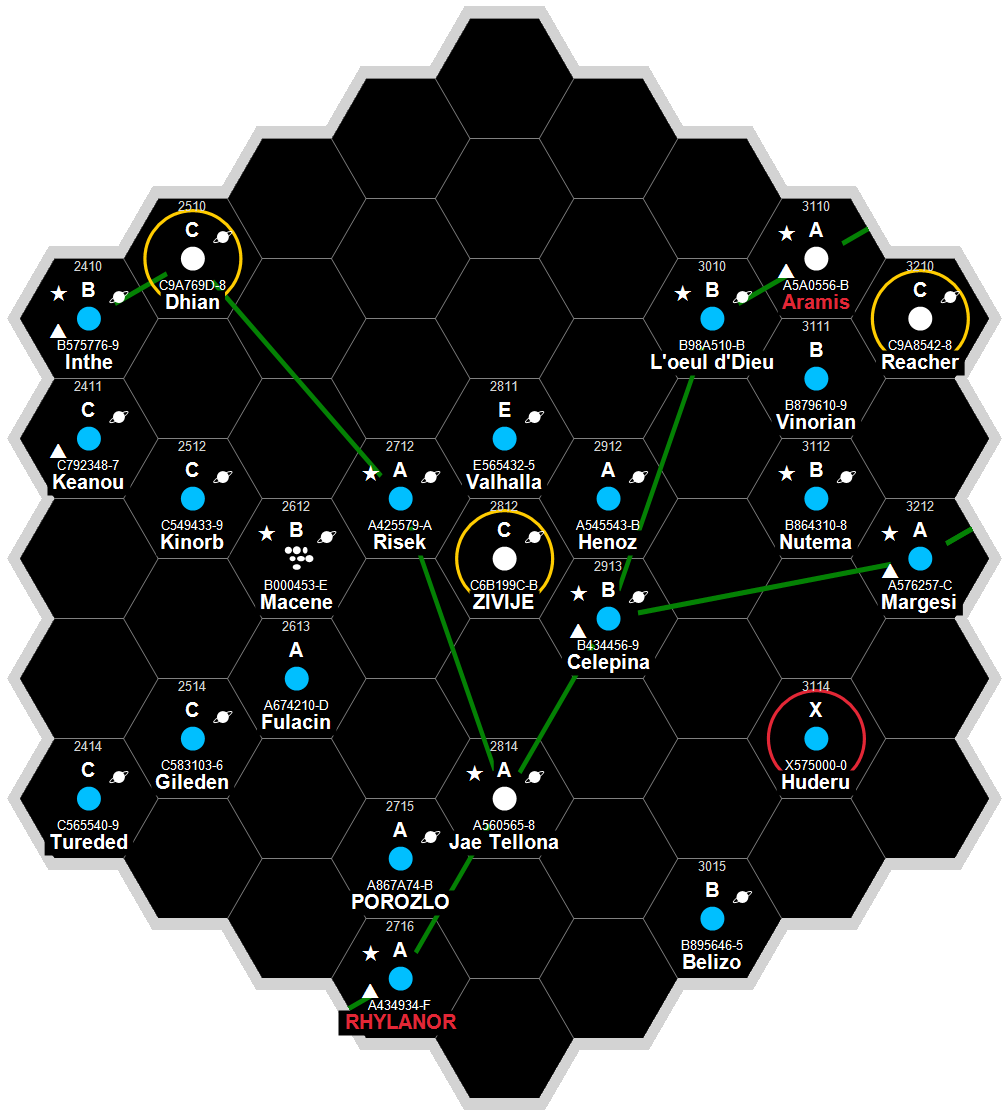 3110
A
A5A0556-B
Aramis
2510
C
C9A769D-8
Dhian
2410
B
B575776-9
Inthe
3010
B
B98A510-B
L'oeul d'Dieu
3210
C
C9A8542-8
Reacher
3111
B
B879610-9
Vinorian
2411
C
C792348-7
Keanou
2811
E
E565432-5
Valhalla
2512
C
C549433-9
Kinorb
2712
A
A425579-A
Risek
2912
A
A545543-B
Henoz
3112
B
B864310-8
Nutema
2612
B
B000453-E
Macene
2812
C
C6B199C-B
ZIVIJE
3212
A
A576257-C
Margesi
2913
B
B434456-9
Celepina
2613
A
A674210-D
Fulacin
2514
C
C583103-6
Gileden
3114
X
X575000-0
Huderu
2414
C
C565540-9
Tureded
2814
A
A560565-8
Jae Tellona
2715
A
A867A74-B
POROZLO
3015
B
B895646-5
Belizo
2716
A
A434934-F
RHYLANOR